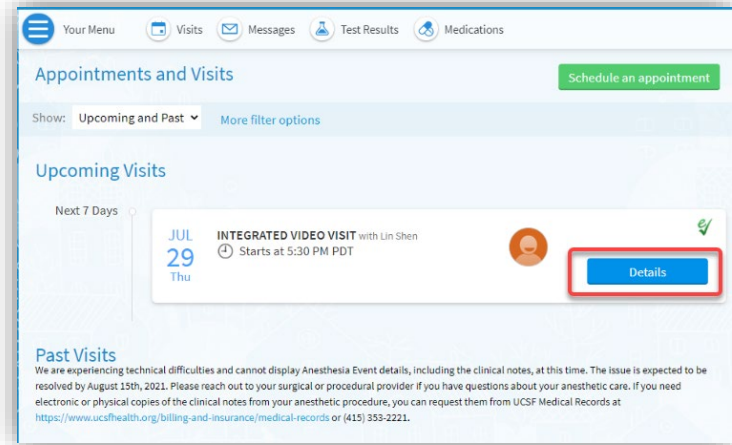 Your Menu Visits Messages Test Results Medications
Appointments and Visits
Schedule an appointment
Show: Upcoming and Past More filter options
Upcoming Visits
Next 7 Days
JUL
29
Thu
INTEGRATED VIDEO VISIT with Lin Shen
Starts at 5:30 PM PDT
Details
Past Visits
We are experiencing technical difficulties and cannot display Anesthesia Event details, including the clinical notes, at this time. The issue is expected to be
resolved by August 15th, 2021. Please reach out to your surgical or procedural provider if you have questions about your anesthetic care. If you need
electronic or physical copies of the clinical notes from your anesthetic procedure, you can request them from UCSF Medical Records at
https://www.ucsfhealth.org/billing-and-insurance/medical-records or (415) 353-2221.